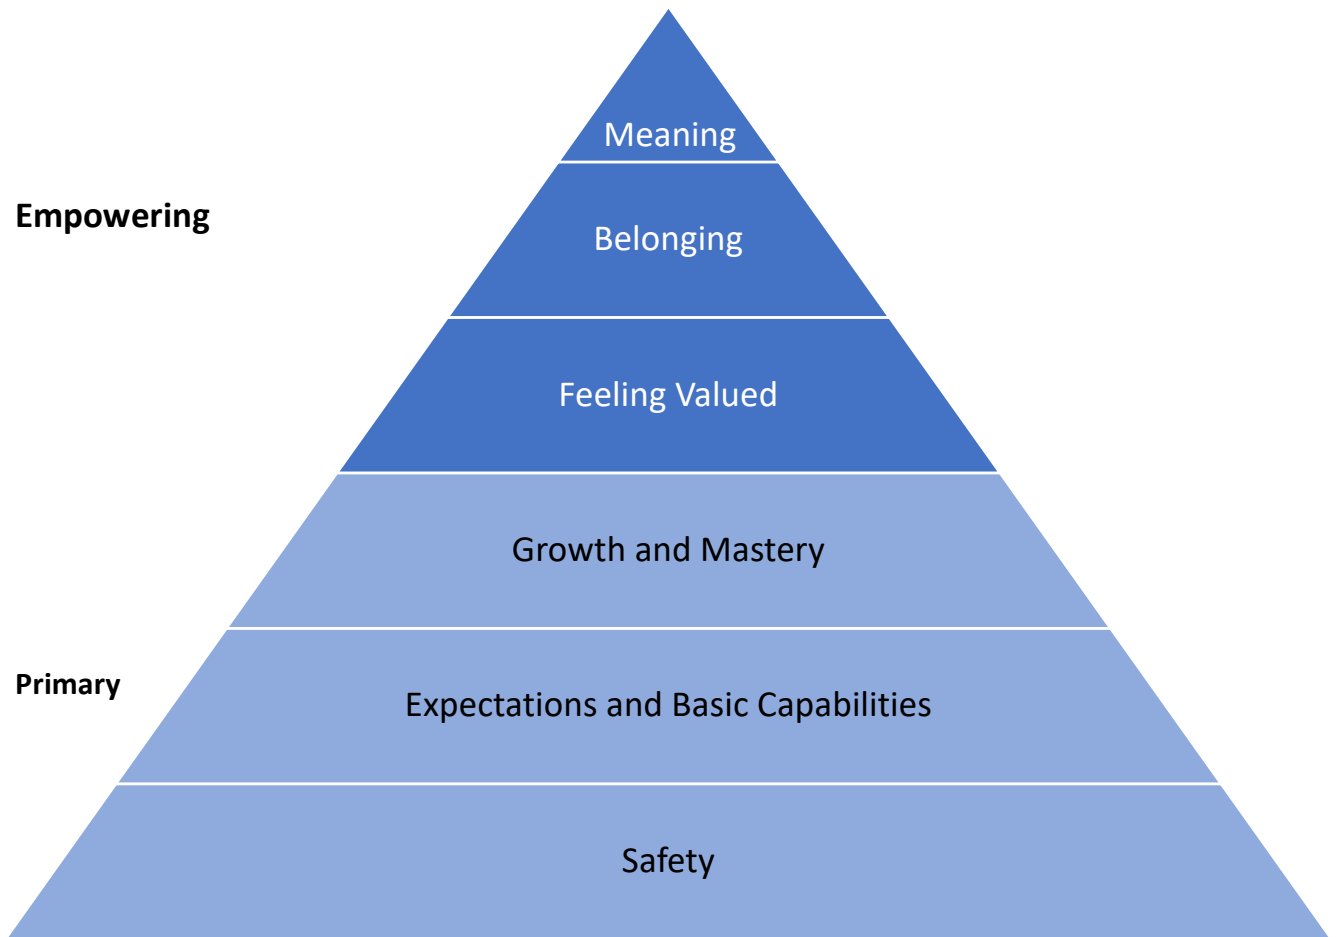 Meaning
Empowering
Belonging
Feeling Valued
Growth and Mastery
Primary
Expectations and Basic Capabilities
Safety